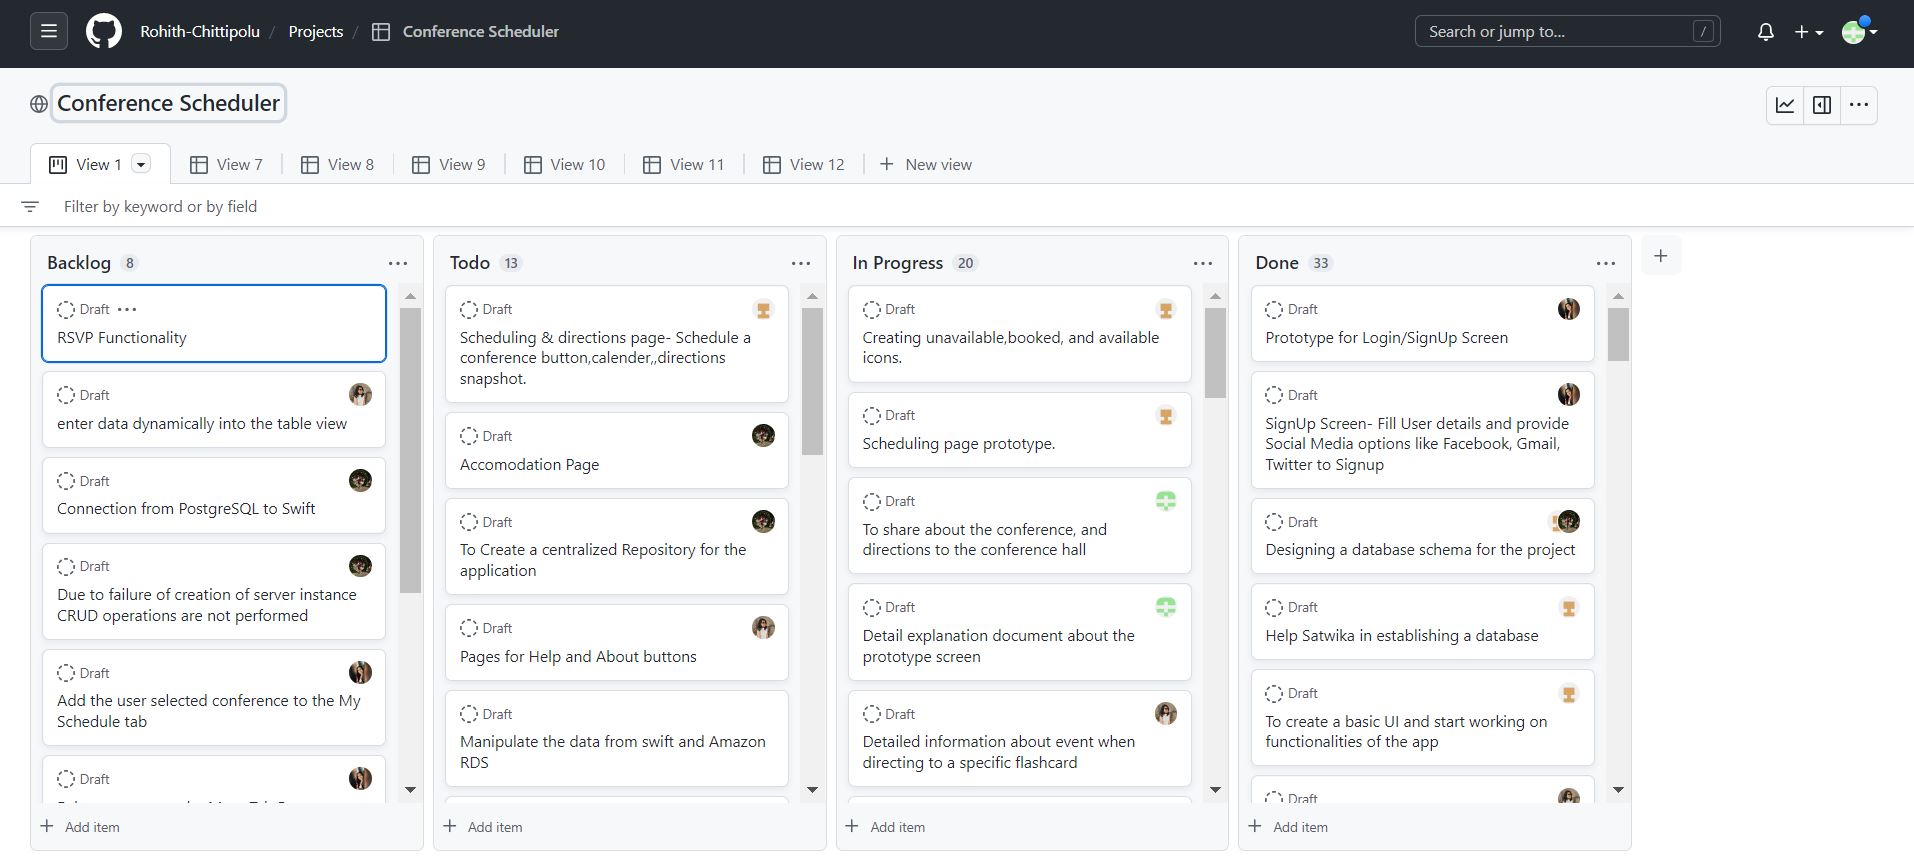 Rohith-Chittipolu / Projects / Conference Scheduler
Search or jump to... /
Conference Scheduler
View 1 View 7 View 8 View 9 View 10 View 11 View 12 New view
Filter by keyword or by field
Backlog 8
Draft
RSVP Functionality
Draft
enter data dynamically into the table view
Draft
Connection from PostgreSQL to Swift
Draft
Due to failure of creation of server instance
CRUD operations are not performed
Draft
Add the user selected conference to the My
Schedule tab
Draft
Add item
Todo 13
Draft
Scheduling & directions page- Schedule a
conference button,calender,,directions
snapshot.
Draft
Accomodation Page
Draft
To Create a centralized Repository for the
application
Draft
Pages for Help and About buttons
Draft
Manipulate the data from swift and Amazon
RDS
Add item
In Progress 20
Draft
Creating unavailable,booked, and available
icons.
Draft
Scheduling page prototype.
Draft
To share about the conference, and
directions to the conference hall
Draft
Detail explanation document about the
prototype screen
Draft
Detailed information about event when
directing to a specific flashcard
Add item
Done 33
Draft
Prototype for Login/SignUp Screen
Draft
SignUp Screen- Fill User details and provide
Social Media options like Facebook, Gmail,
Twitter to Signup
Draft
Designing a database schema for the project
Draft
Help Satwika in establishing a database
Draft
To create a basic UI and start working on
functionalities of the app
Draft
Add item